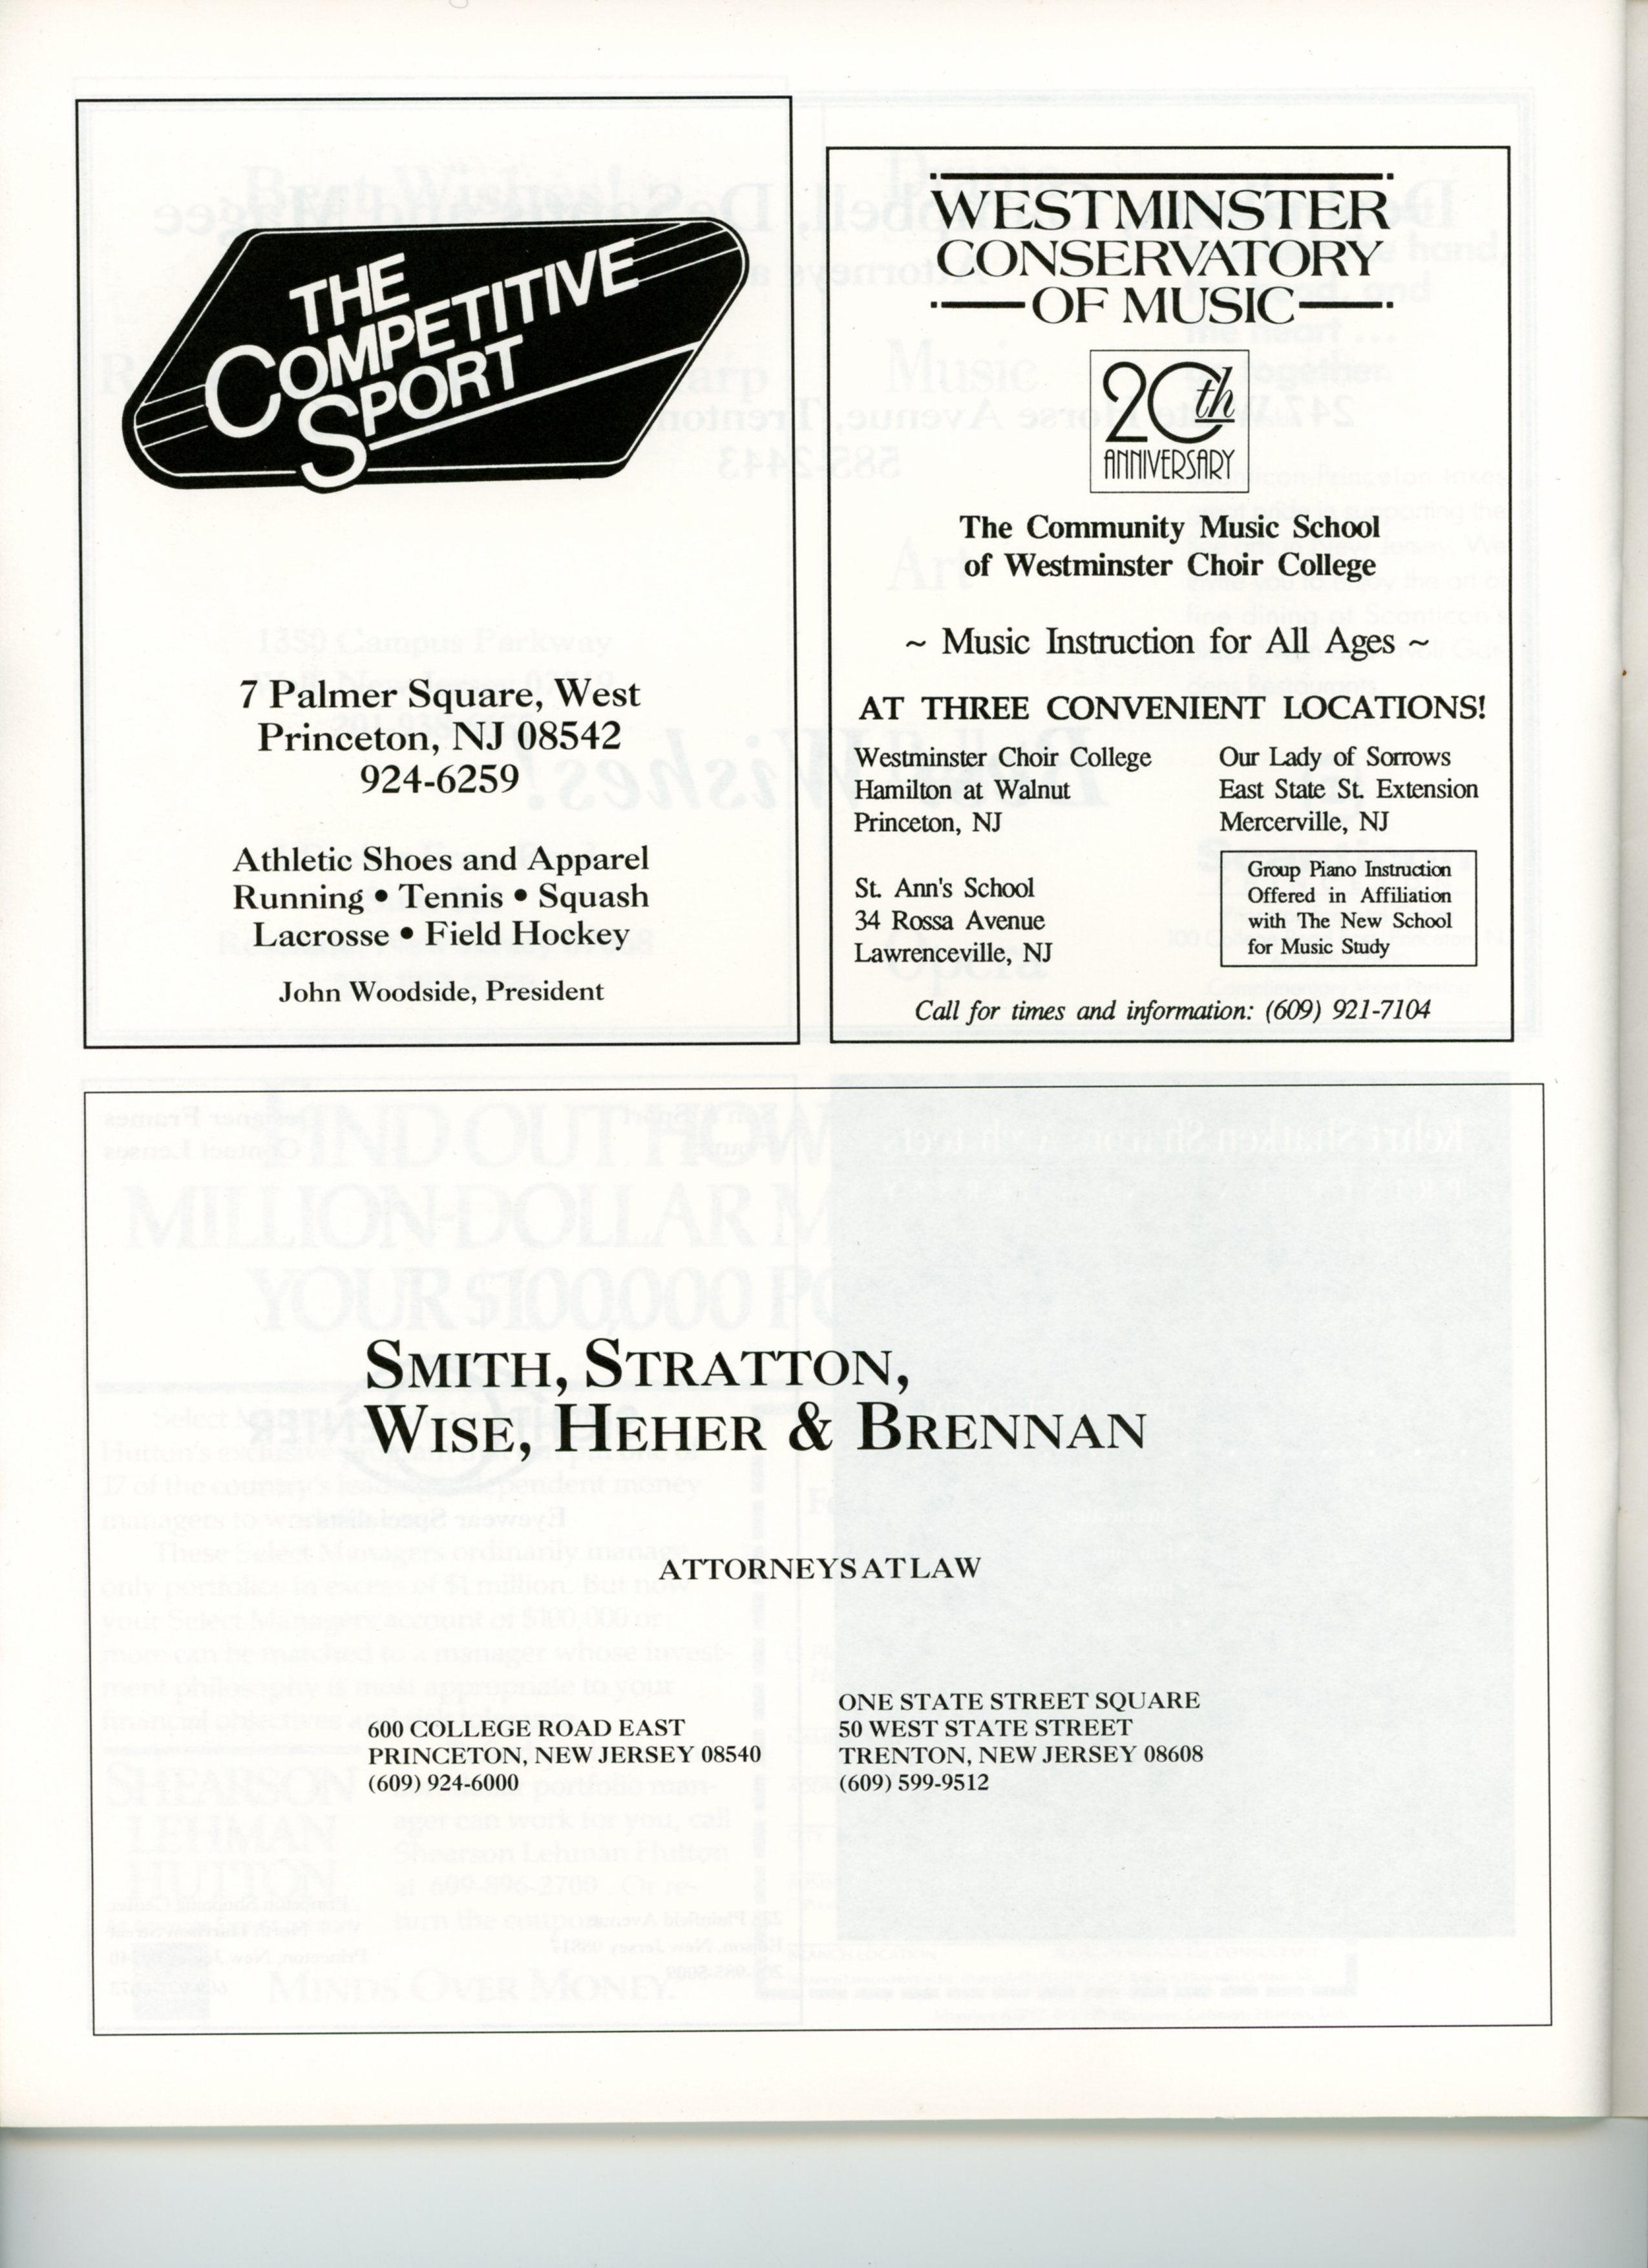 THE
COMPETITIVE
SPORT
7 Palmer Square, West
Princeton, NJ 08542
924-6259
Athletic Shoes and Apparel
Running • Tennis • Squash
Lacrosse • Field Hockey
John Woodside, President
WESTMINSTER
CONSERVATORY
OF MUSIC
20th
ANNIVERSARY
The Community Music School
of Westminster Choir College
~ Music Instruction for All Ages ~
AT THREE CONVENIENT LOCATIONS!
Westminster Choir College
Hamilton at Walnut
Princeton, NJ
St. Ann's School
34 Rossa Avenue
Lawrenceville, NJ
Our Lady of Sorrows
East State St. Extension
Mercerville, NJ
Group Piano Instruction
Offered in Affiliation
with The New School
for Music Study
Call for times and information: (609) 921-7104
SMITH, STRATTON,
WISE, HEHER & BRENNAN
ATTORNEYS AT LAW
600 COLLEGE ROAD EAST
PRINCETON, NEW JERSEY 08540
(609) 924-6000
ONE STATE STREET SQUARE
50 WEST STATE STREET
TRENTON, NEW JERSEY 08608
(609) 599-9512